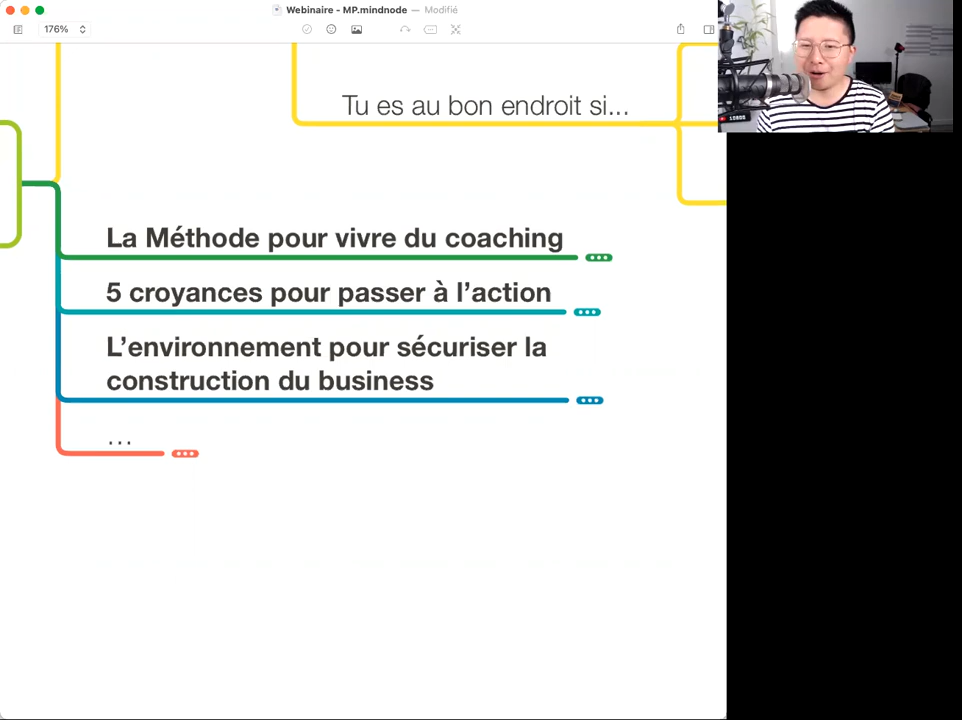 Webinaire - MP.mindnode — Modifié
176%
Tu es au bon endroit si...
La Méthode pour vivre du coaching
5 croyances pour passer à l’action
L’environnement pour sécuriser la
construction du business
...